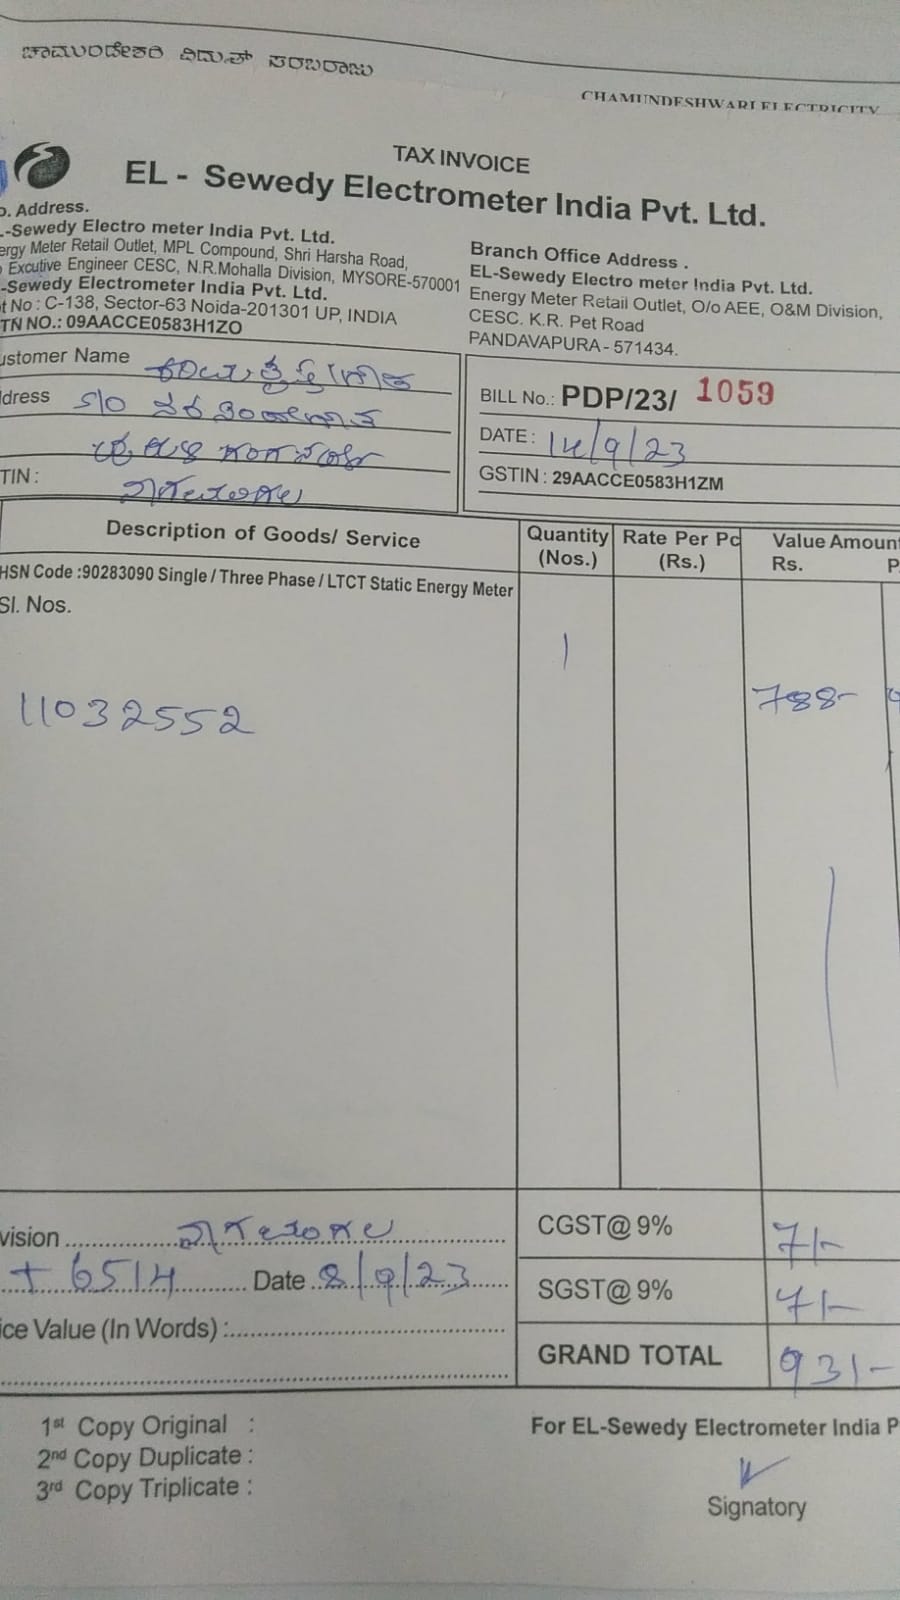 ಚಾಮುಂಡೇಶ್ವರಿ ವಿದ್ಯುತ್ ಸರಬರಾಜು
CHAMUNDESHWARI ELECTRICITY
TAX INVOICE
EL - Sewedy Electrometer India Pvt. Ltd.
o. Address.
-Sewedy Electro meter India Pvt. Ltd.
ergy Meter Retail Outlet, MPL Compound, Shri Harsha Road,
Excutive Engineer CESC, N.R.Mohalla Division, MYSORE-570001
-Sewedy Electrometer India Pvt. Ltd.
t No : C-138, Sector-63 Noida-201301 UP, INDIA
TN NO.: 09AACCE0583H1ZO
Branch Office Address .
EL-Sewedy Electro meter India Pvt. Ltd.
Energy Meter Retail Outlet, O/o AEE, O&M Division,
CESC. K.R. Pet Road
PANDAVAPURA - 571434.
ustomer Name
dress S/O
TIN :
BILL No.: PDP/23/ 1059
DATE : 14/9/23
GSTIN : 29AACCE0583H1ZM
Description of Goods/ Service Quantity (Nos.) Rate Per Pc (Rs.) Value Amount Rs. P
HSN Code :90283090 Single / Three Phase / LTCT Static Energy Meter
Sl. Nos.
1
11032552 788-
vision ನಾಗಮಂಗಲ CGST@ 9% 71-
6514 Date 8/9/23 SGST@ 9% 71-
ice Value (In Words) :
GRAND TOTAL 931-
1st Copy Original :
2nd Copy Duplicate :
3rd Copy Triplicate :
For EL-Sewedy Electrometer India P
Signatory